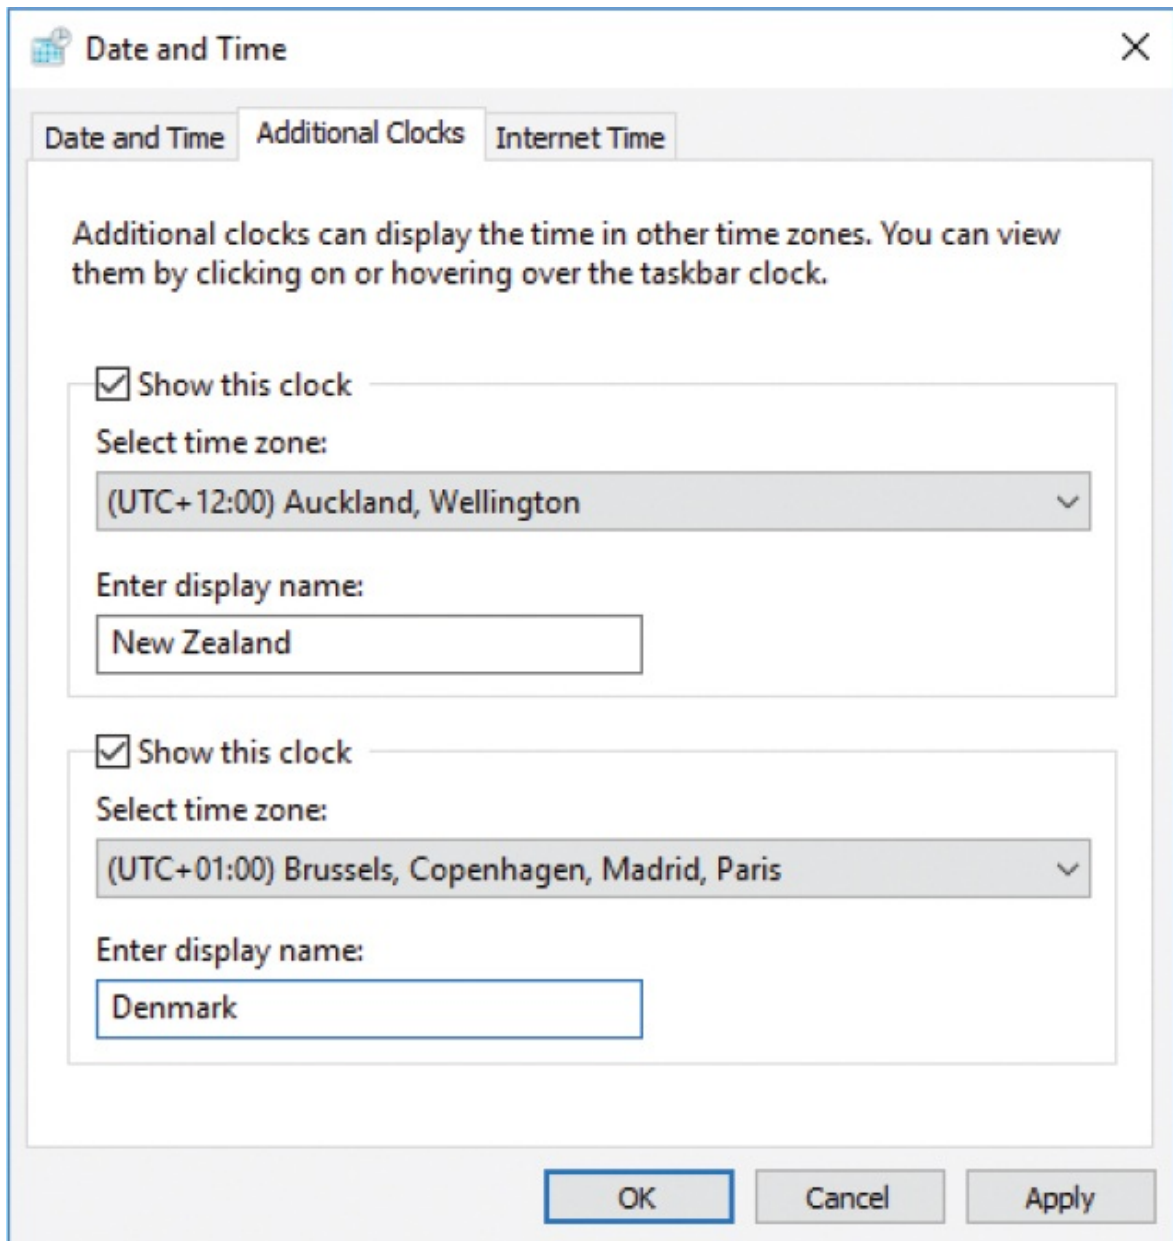 Date and Time
Date and Time
Additional Clocks
Internet Time
Additional clocks can display the time in other time zones. You can view
them by clicking on or hovering over the taskbar clock.
Show this clock
Select time zone:
(UTC+12:00) Auckland, Wellington
Enter display name:
New Zealand
Show this clock
Select time zone:
(UTC+01:00) Brussels, Copenhagen, Madrid, Paris
Enter display name:
Denmark
OK
Cancel
Apply